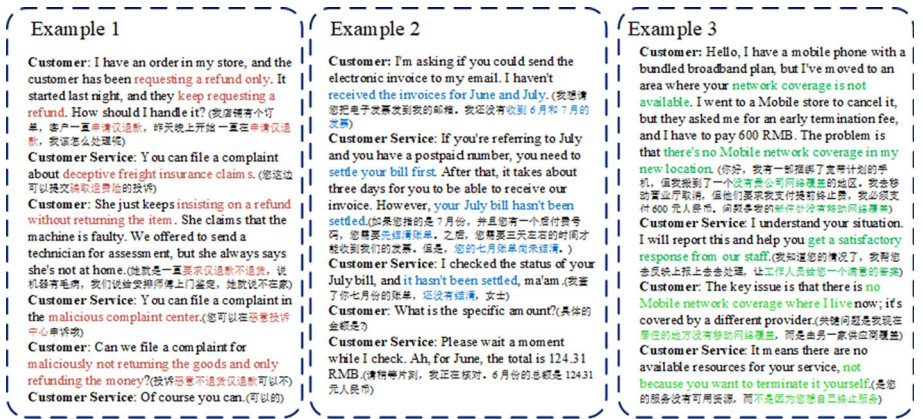 Example 1
Customer: I have an order in my store, and the
customer has been requesting a refund only. It
started last night, and they keep requesting a
refund. How should I handle it? (我店铺有个订
单，客户一直申请仅退款，昨天晚上开始一直在申请仅退
款，我该怎么处理呢)
Customer Service: You can file a complaint
about deceptive freight insurance claims. (您这边
可以提交骗取运费险的投诉)
Customer: She just keeps insisting on a refund
without returning the item . She claims that the
machine is faulty. We offered to send a
technician for assessment, but she always says
she's not at home.(她就是一直要求仅退款不退货，说
机器有毛病，我们说给安排师傅上门鉴定，她就说不在家)
Customer Service: You can file a complaint in
the malicious complaint center.(您可以在恶意投诉
中心申诉哦)
Customer: Can we file a complaint for
maliciously not returning the goods and only
refunding the money?(投诉恶意不退货仅退款可以不)
Customer Service: Of course you can.(可以的)
Example 2
Customer: I'm asking if you could send the
electronic invoice to my email. I haven't
received the invoices for June and July. (我想请
您把电子发票发到我的邮箱。我还没有收到 6 月和 7 月的
发票)
Customer Service: If you're referring to July
and you have a postpaid number, you need to
settle your bill first. After that, it takes about
three days for you to be able to receive our
invoice. However, your July bill hasn't been
settled.(如果您指的是 7 月份，并且您有一个后付费号
码，您需要先结清账单。之后，您需要三天左右的时间才
能收到我们的发票。但是，您的七月账单尚未结清。)
Customer Service: I checked the status of your
July bill, and it hasn't been settled, ma'am. (我查
了你七月份的账单，还没有结清，女士)
Customer: What is the specific amount?(具体的
金额是?)
Customer Service: Please wait a moment
while I check. Ah, for June, the total is 124.31
RMB.(请稍等片刻，我正在核对。6 月份的总额是 124.31
元人民币)
Example 3
Customer: Hello, I have a mobile phone with a
bundled broadband plan, but I've moved to an
area where your network coverage is not
available. I went to a Mobile store to cancel it,
but they asked me for an early termination fee,
and I have to pay 600 RMB. The problem is
that there's no Mobile network coverage in my
new location. (你好，我有一部捆绑了宽带计划的手
机，但我搬到了一个没有贵公司网络覆盖的地区。我去移
动营业厅取消，但他们要求我支付提前终止费，我必须支
付 600 元人民币。问题是我的新住处没有移动网络覆盖)
Customer Service: I understand your situation.
I will report this and help you get a satisfactory
response from our staff.(我知道您的情况了，我帮您
去反映上报上去去处理，让工作人员给您一个满意的答案)
Customer: The key issue is that there is no
Mobile network coverage where I live now; it's
covered by a different provider.(关键问题是我现在
居住的地方没有移动网络覆盖，而是由另一家供应商覆盖)
Customer Service: It means there are no
available resources for your service, not
because you want to terminate it yourself.(是您
的服务没有可用资源，而不是因为您想自己终止服务)